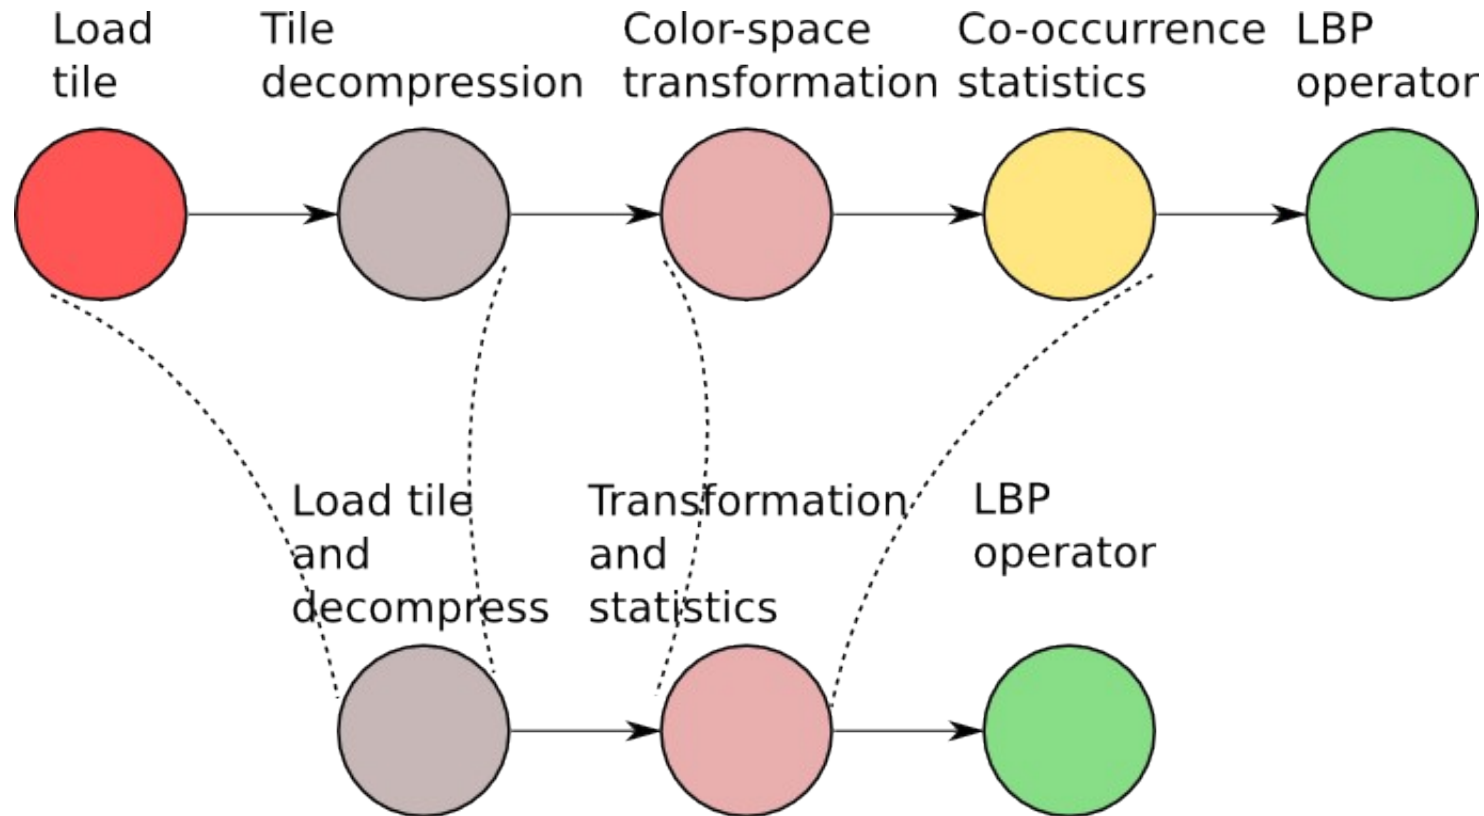 Load
tile
Tile
decompression
Color-space
transformation
Co-occurrence
statistics
LBP
operator
Load tile
and
decompress
Transformation
and
statistics
LBP
operator